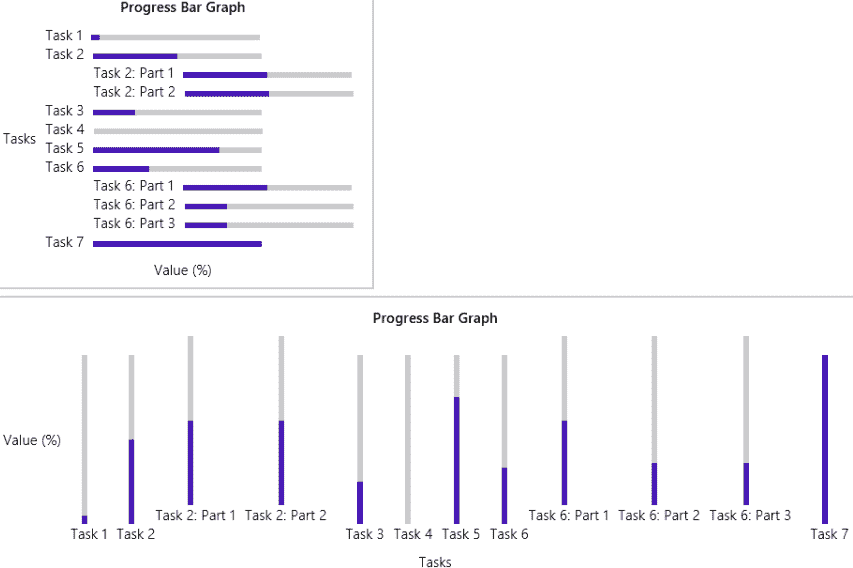 Progress Bar Graph
Task 1
Task 2
Task 2: Part 1
Task 2: Part 2
Task 3
Task 4
Tasks
Task 5
Task 6
Task 6: Part 1
Task 6: Part 2
Task 6: Part 3
Task 7
Value (%)
Progress Bar Graph
Value (%)
Task 2: Part 1 Task 2: Part 2 Task 6: Part 1 Task 6: Part 2 Task 6: Part 3
Task 1 Task 2 Task 3 Task 4 Task 5 Task 6 Task 7
Tasks